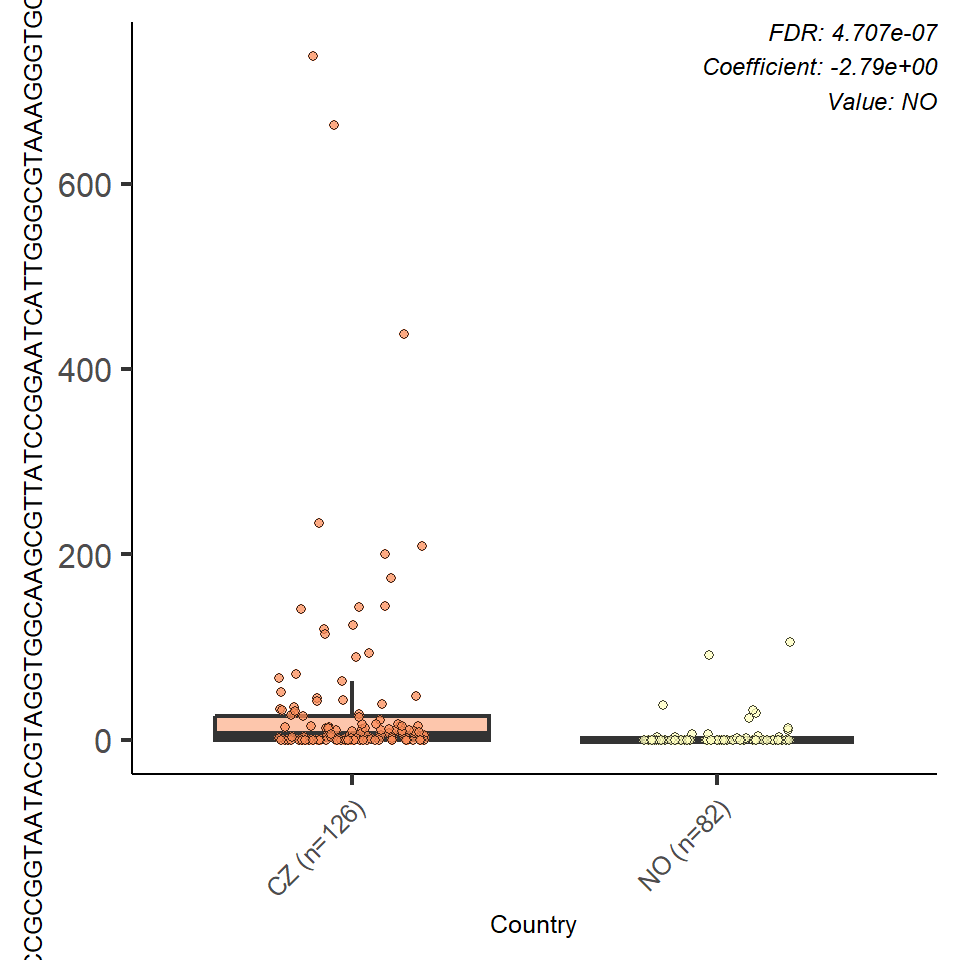 CCGCGGTAATACGTAGGTGGCAAGCGTTATCCGAATCATTGGGCGTAAAGGGTGC
FDR: 4.707e-07
Coefficient: -2.79e+00
Value: NO
600
400
200
0
CZ (n=126)
NO (n=82)
Country